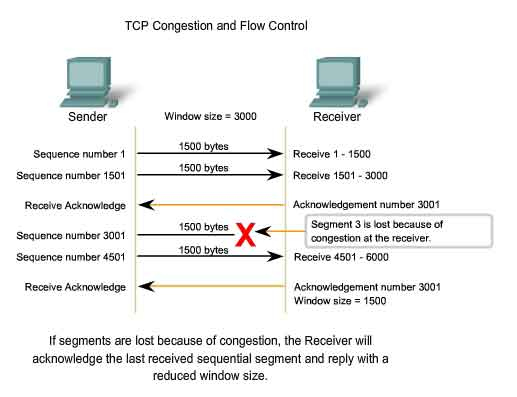 TCP Congestion and Flow Control
Sender
Window size = 3000
Receiver
Sequence number 1
1500 bytes
Receive 1 - 1500
Sequence number 1501
1500 bytes
Receive 1501 - 3000
Receive Acknowledge
Acknowledgement number 3001
Sequence number 3001
1500 bytes
X
Segment 3 is lost because of
congestion at the receiver.
Sequence number 4501
1500 bytes
Receive 4501 - 6000
Receive Acknowledge
Acknowledgement number 3001
Window size = 1500
If segments are lost because of congestion, the Receiver will
acknowledge the last received sequential segment and reply with a
reduced window size.